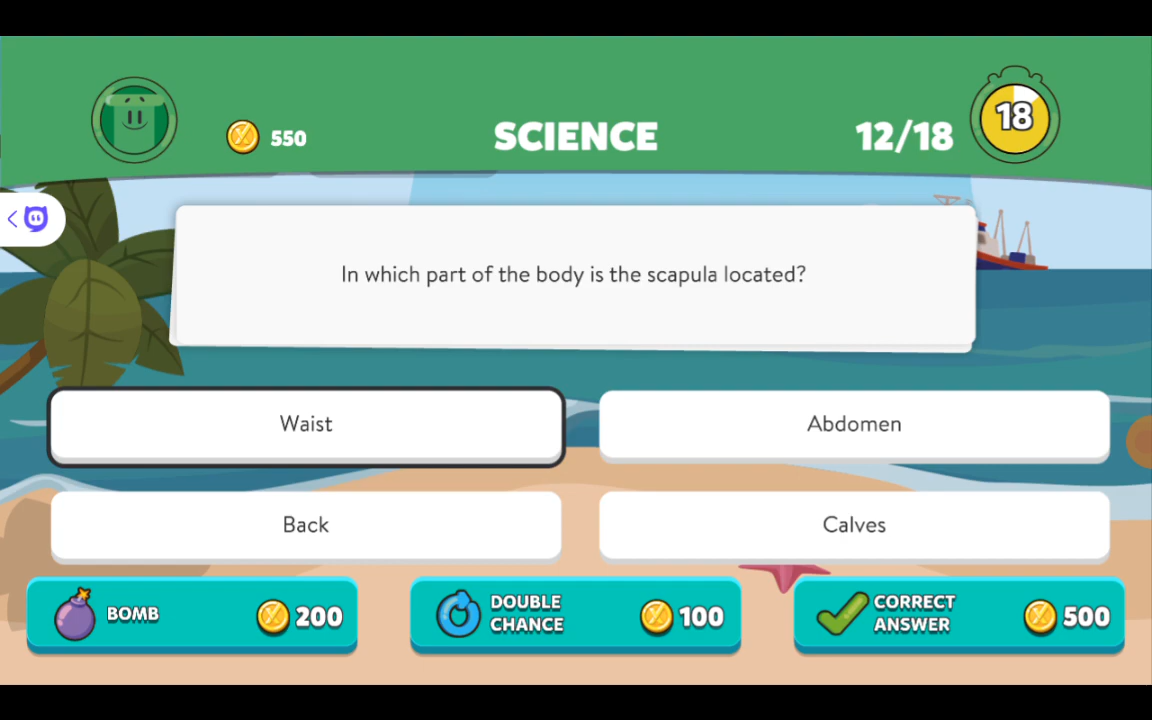 550
SCIENCE
12/18
18
In which part of the body is the scapula located?
Waist
Abdomen
Back
Calves
BOMB
200
DOUBLE
CHANCE
100
CORRECT
ANSWER
500